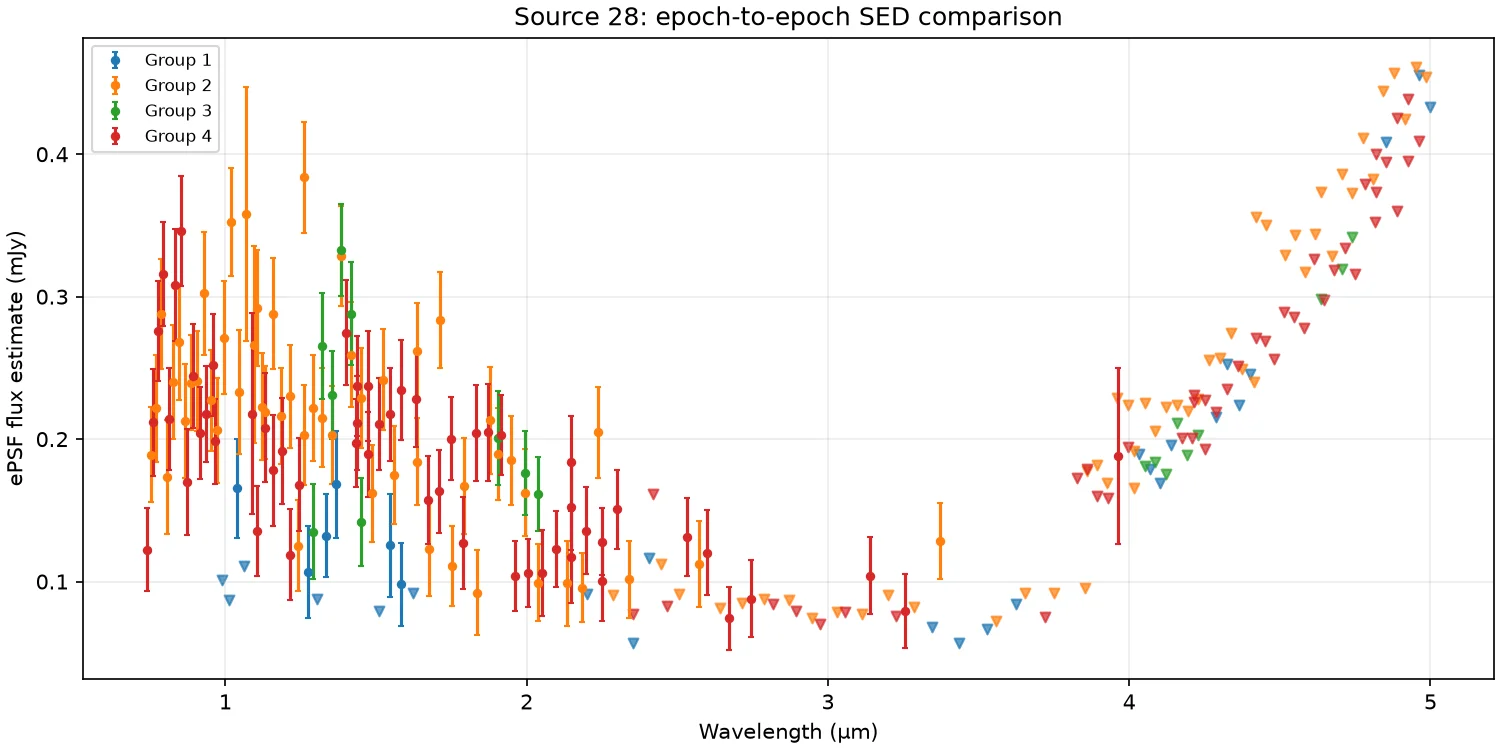 Source 28: epoch-to-epoch SED comparison
Group 1
Group 2
Group 3
Group 4
ePSF flux estimate (mJy)
0.4
0.3
0.2
0.1
1 2 3 4 5
Wavelength (μm)